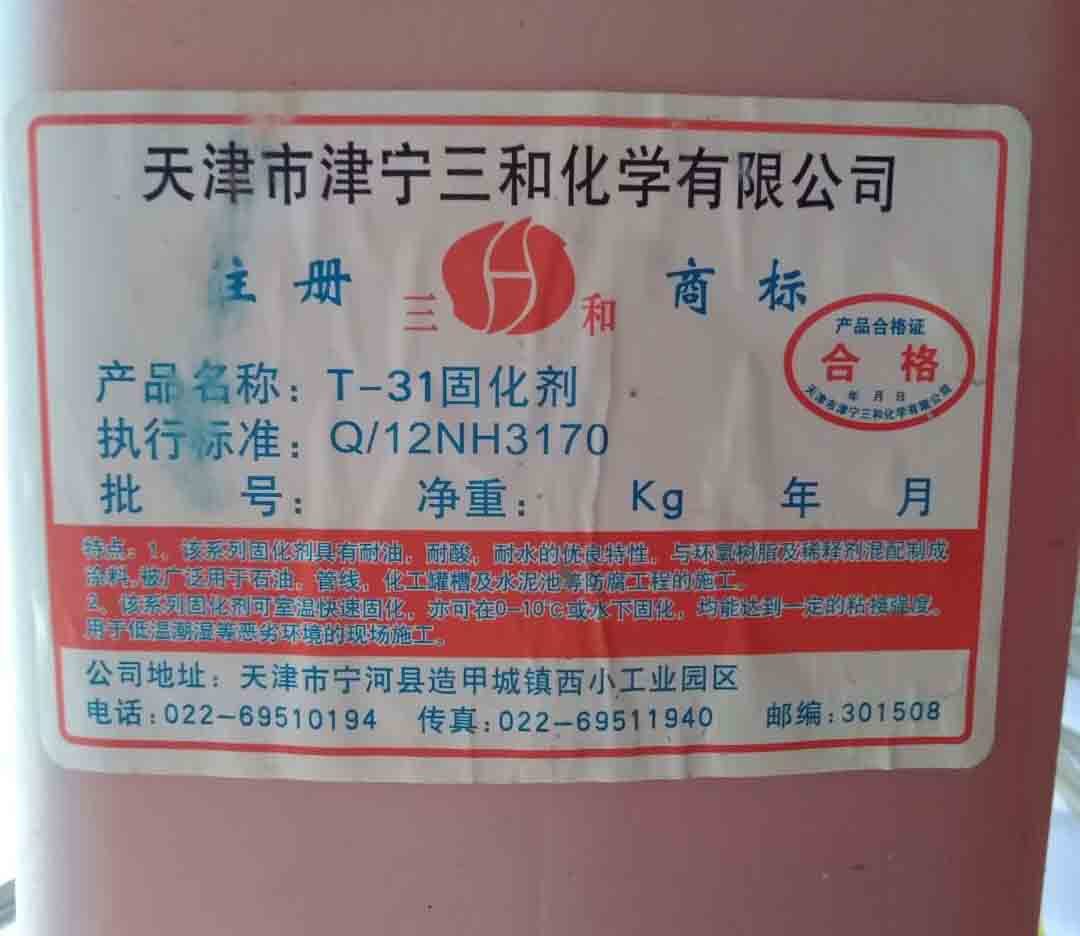 天津市津宁三和化学有限公司
注册 三和 商标
产品合格证
合格
年 月 日
天津市津宁三和化学有限公司
产品名称：T-31固化剂
执行标准：Q/12NH3170
批 号： 净重： Kg 年 月
特点：1、该系列固化剂具有耐油，耐酸，耐水的优良特性，与环氧树脂及稀释剂混配制成
涂料,被广泛用于石油，管线，化工罐槽及水泥池等防腐工程的施工。
2、该系列固化剂可室温快速固化，亦可在0-10℃或水下固化，均能达到一定的粘接强度。
用于低温潮湿等恶劣环境的现场施工。
公司地址：天津市宁河县造甲城镇西小工业园区
电话:022-69510194 传真:022-69511940 邮编:301508